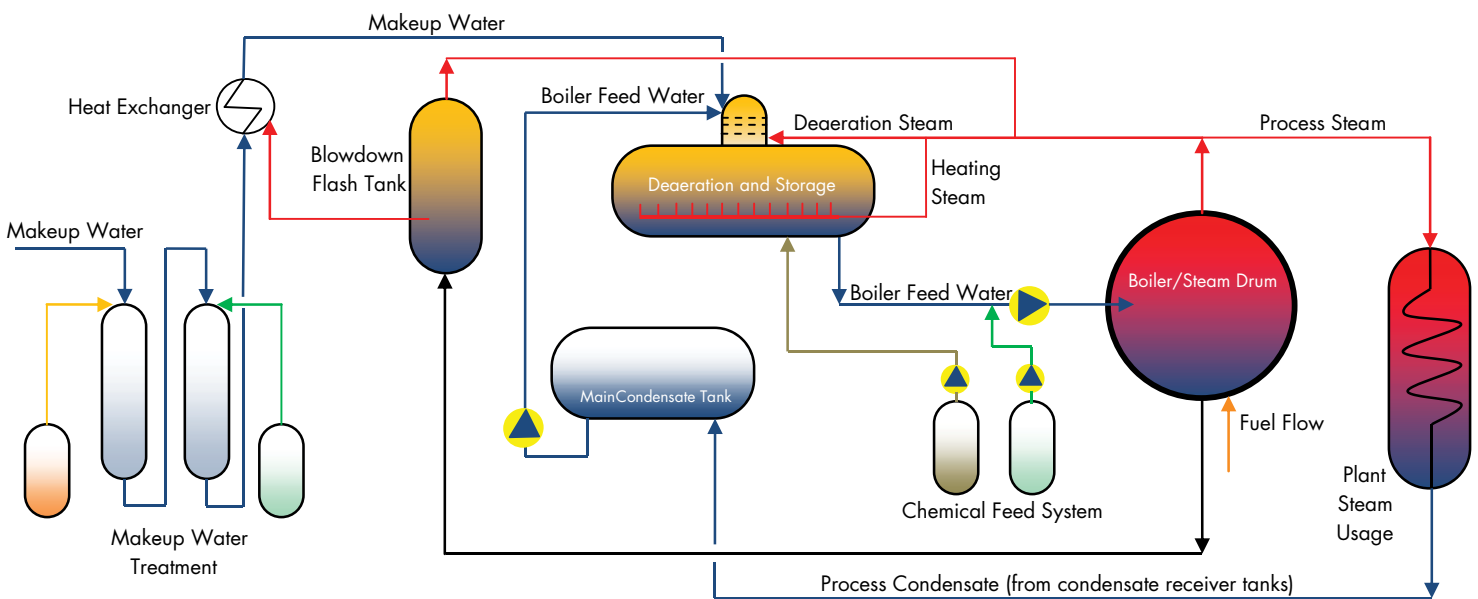 Makeup Water
Heat Exchanger
Boiler Feed Water
Deaeration Steam
Process Steam
Blowdown
Flash Tank
Heating
Steam
Deaeration and Storage
Makeup Water
Boiler/Steam Drum
Boiler Feed Water
MainCondensate Tank
Fuel Flow
Plant
Steam
Usage
Chemical Feed System
Makeup Water
Treatment
Process Condensate (from condensate receiver tanks)